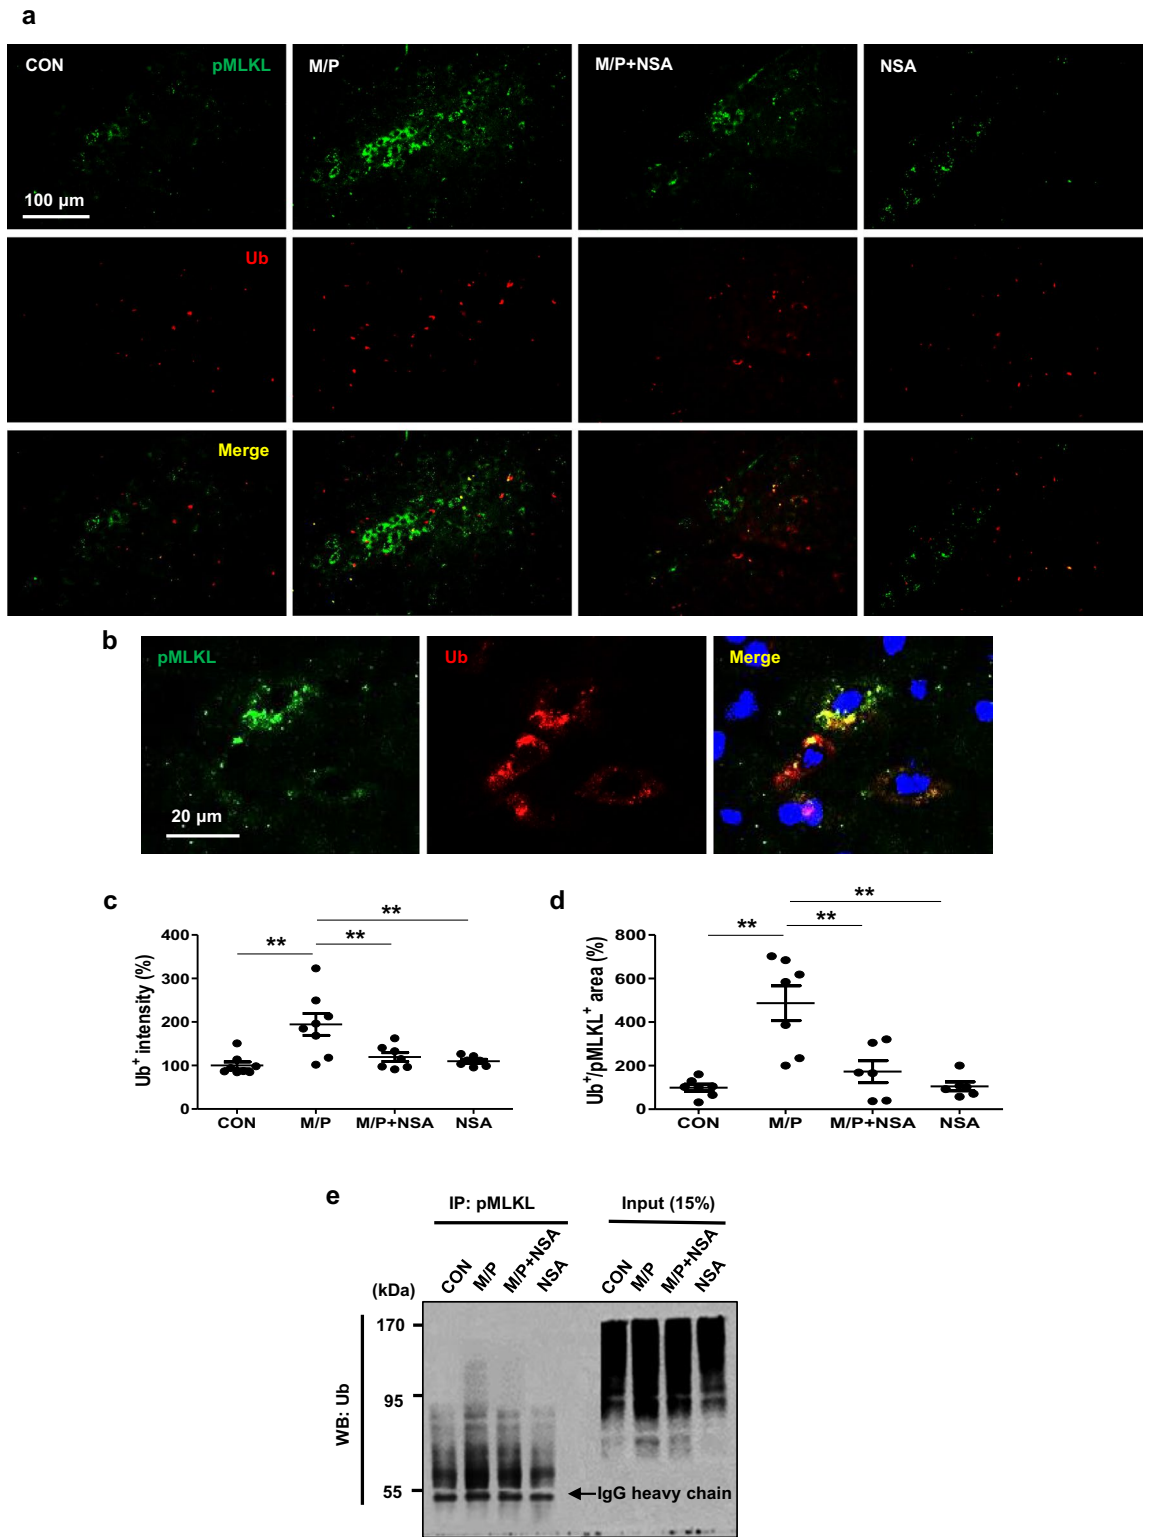 a
CON
pMLKL
M/P
M/P+NSA
NSA
100 µm
Ub
Merge
b
pMLKL
Ub
Merge
20 µm
c
Ub⁺ intensity (%)
400
300
200
100
0
**
**
**
CON
M/P
M/P+NSA
NSA
d
Ub⁺/pMLKL⁺ area (%)
800
600
400
200
0
**
**
**
CON
M/P
M/P+NSA
NSA
e
IP: pMLKL
Input (15%)
CON
M/P
M/P+NSA
NSA
CON
M/P
M/P+NSA
NSA
(kDa)
170
95
55
WB: Ub
IgG heavy chain